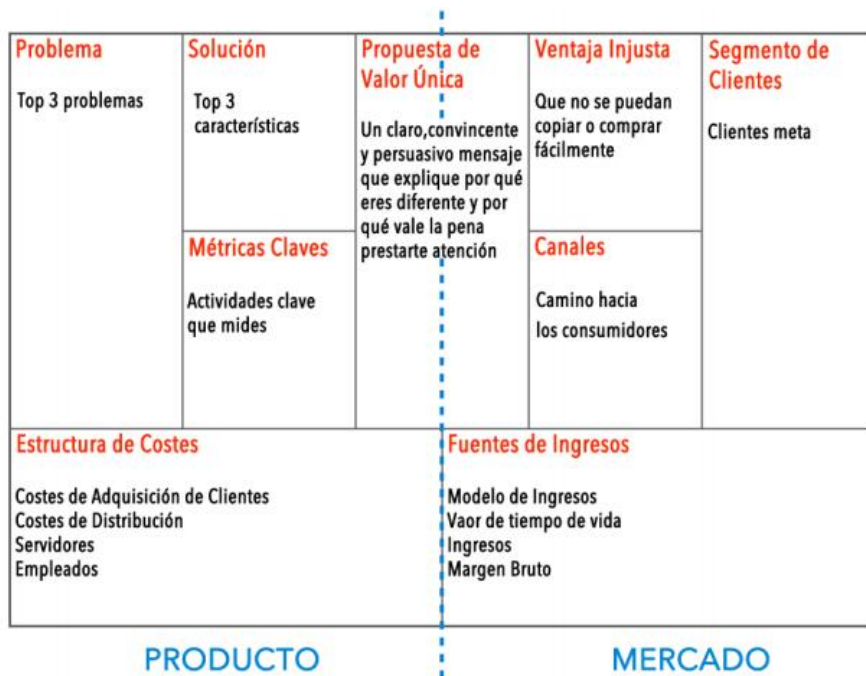 Problema
Top 3 problemas
Solución
Top 3
características
Métricas Claves
Actividades clave
que mides
Propuesta de
Valor Única
Un claro,convincente
y persuasivo mensaje
que explique por qué
eres diferente y por
qué vale la pena
prestarte atención
Ventaja Injusta
Que no se puedan
copiar o comprar
fácilmente
Canales
Camino hacia
los consumidores
Segmento de
Clientes
Clientes meta
Estructura de Costes
Costes de Adquisición de Clientes
Costes de Distribución
Servidores
Empleados
Fuentes de Ingresos
Modelo de Ingresos
Vaor de tiempo de vida
Ingresos
Margen Bruto
PRODUCTO
MERCADO